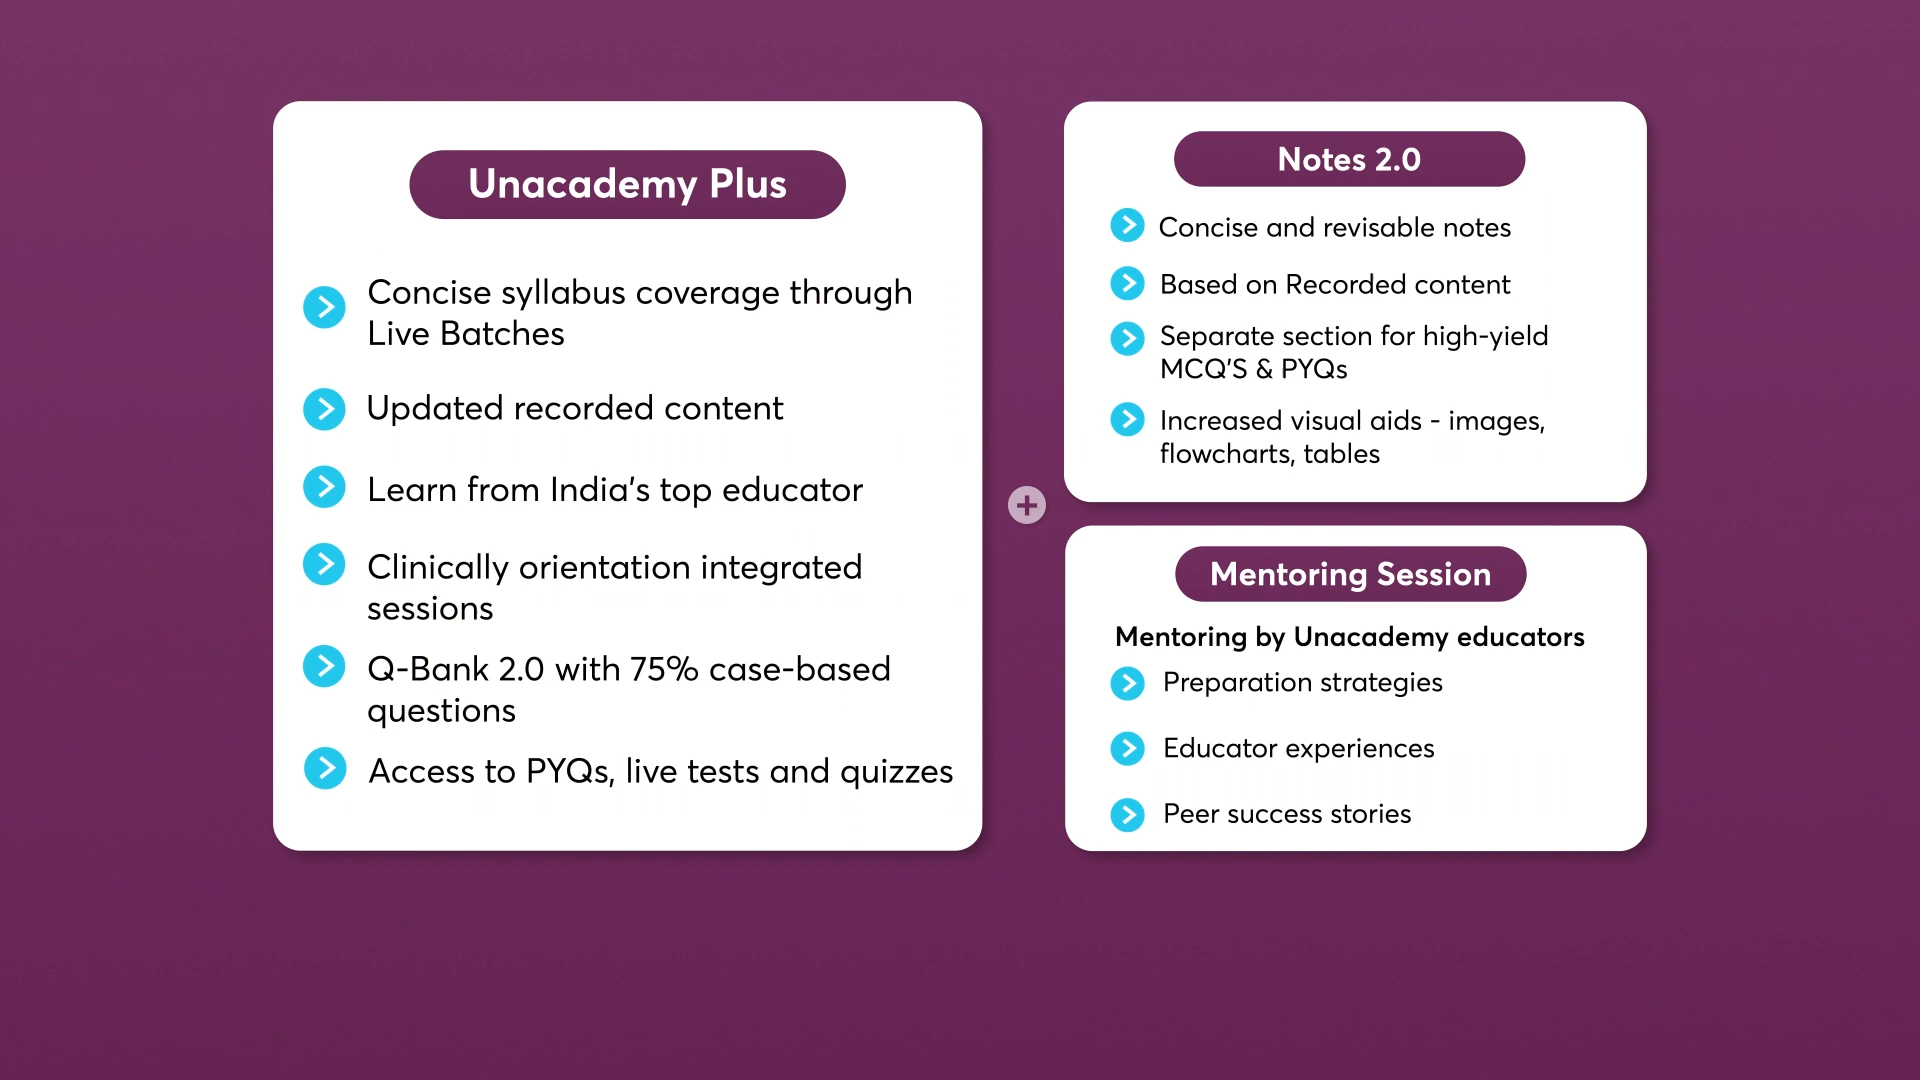 Unacademy Plus
Concise syllabus coverage through
Live Batches
Updated recorded content
Learn from India's top educator
Clinically orientation integrated
sessions
Q-Bank 2.0 with 75% case-based
questions
Access to PYQs, live tests and quizzes
+
Notes 2.0
Concise and revisable notes
Based on Recorded content
Separate section for high-yield
MCQ'S & PYQs
Increased visual aids - images,
flowcharts, tables
Mentoring Session
Mentoring by Unacademy educators
Preparation strategies
Educator experiences
Peer success stories